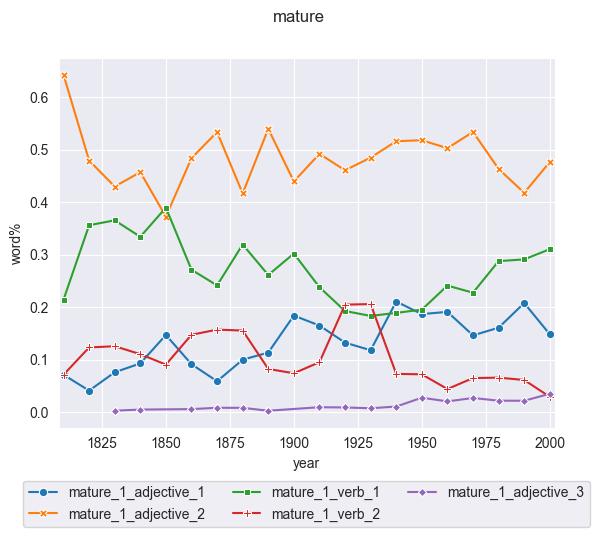 mature
0.6
0.5
0.4
0.3
0.2
0.1
0.0
word%
1825 1850 1875 1900 1925 1950 1975 2000
year
mature_1_adjective_1 mature_1_verb_1 mature_1_adjective_3
mature_1_adjective_2 mature_1_verb_2